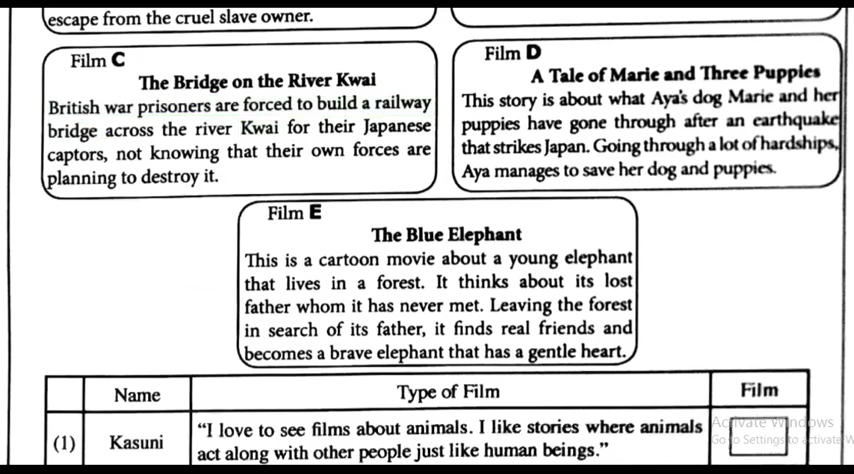 escape from the cruel slave owner.
Film C
The Bridge on the River Kwai
British war prisoners are forced to build a railway
bridge across the river Kwai for their Japanese
captors, not knowing that their own forces are
planning to destroy it.
Film D
A Tale of Marie and Three Puppies
This story is about what Aya's dog Marie and her
puppies have gone through after an earthquake
that strikes Japan. Going through a lot of hardships,
Aya manages to save her dog and puppies.
Film E
The Blue Elephant
This is a cartoon movie about a young elephant
that lives in a forest. It thinks about its lost
father whom it has never met. Leaving the forest
in search of its father, it finds real friends and
becomes a brave elephant that has a gentle heart.
Name Type of Film Film
(1) Kasuni "I love to see films about animals. I like stories where animals
act along with other people just like human beings."
Activate Windows
Go to Settings to activate W